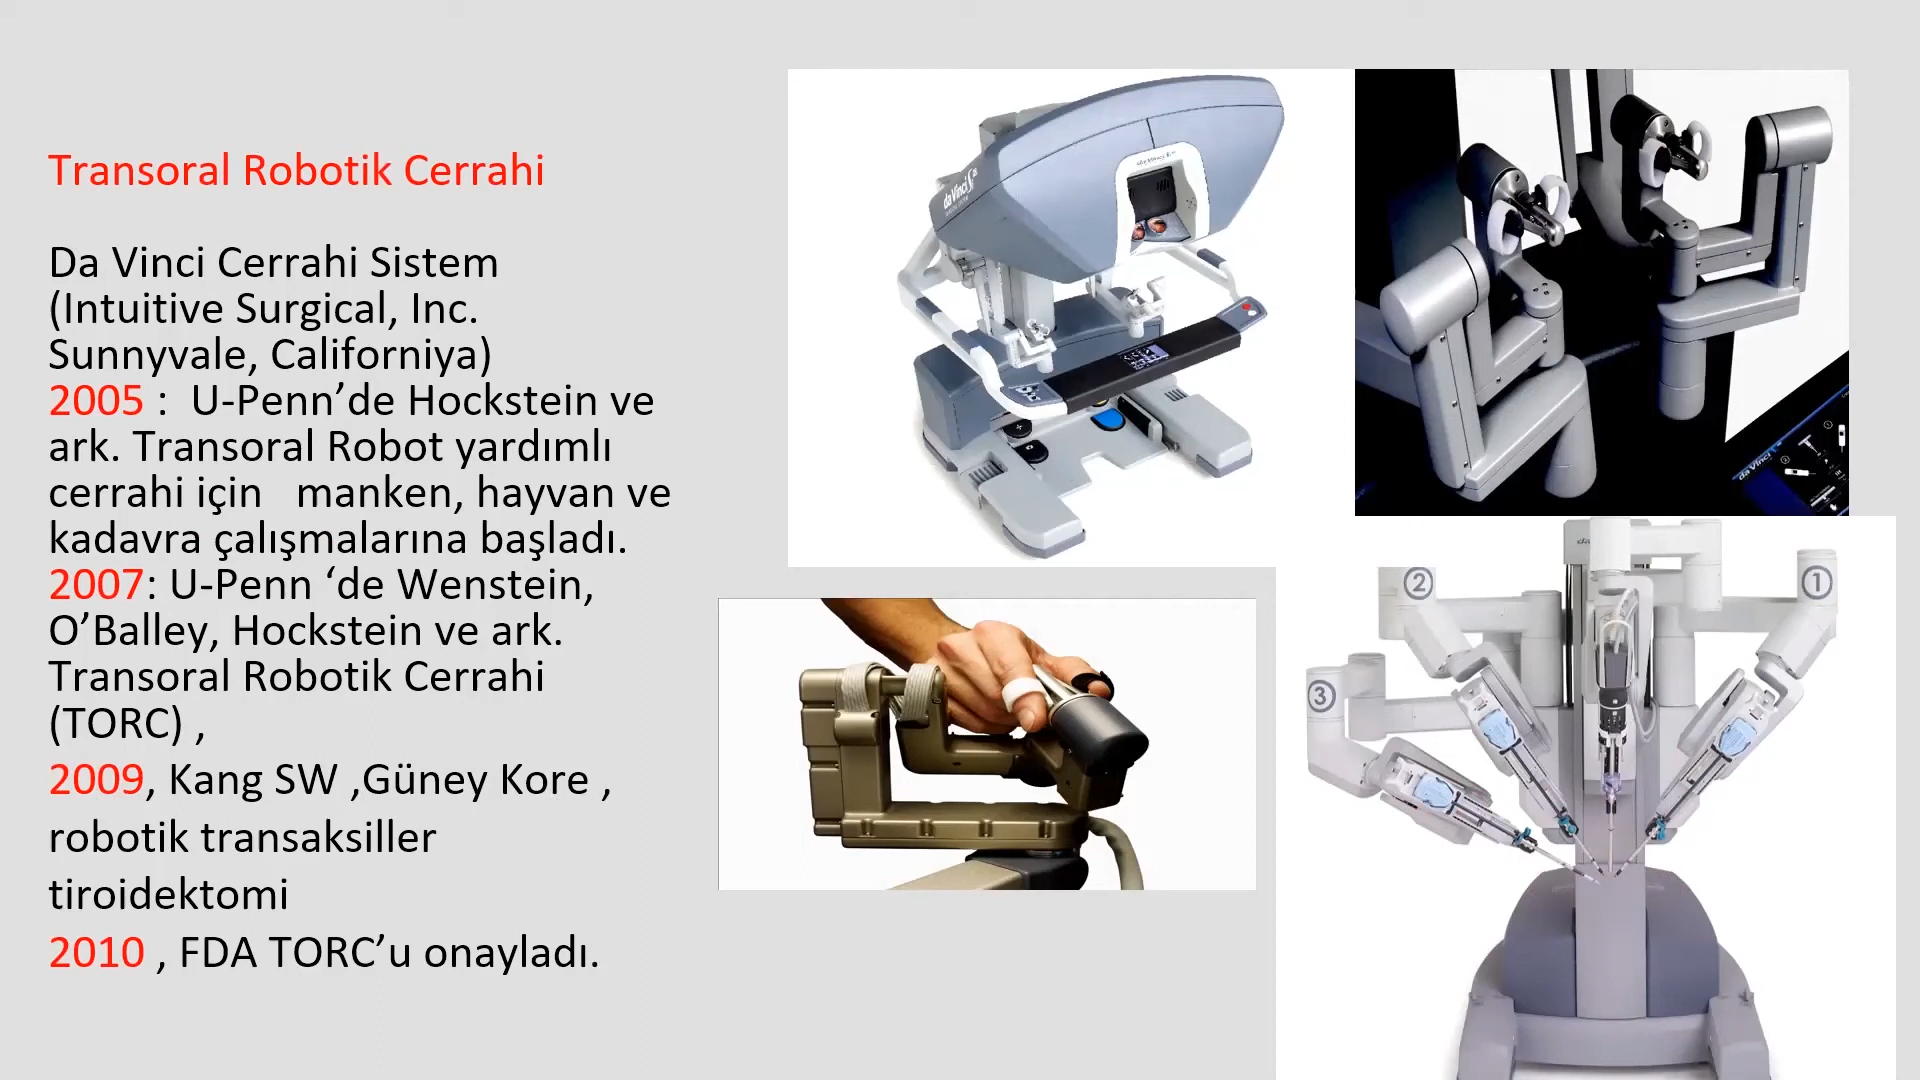 Transoral Robotik Cerrahi
Da Vinci Cerrahi Sistem
(Intuitive Surgical, Inc.
Sunnyvale, Californiya)
2005 : U-Penn’de Hockstein ve
ark. Transoral Robot yardımlı
cerrahi için manken, hayvan ve
kadavra çalışmalarına başladı.
2007: U-Penn ‘de Wenstein,
O’Balley, Hockstein ve ark.
Transoral Robotik Cerrahi
(TORC) ,
2009, Kang SW ,Güney Kore ,
robotik transaksiller
tiroidektomi
2010 , FDA TORC’u onayladı.
da Vinci S
da Vinci
2
1
3